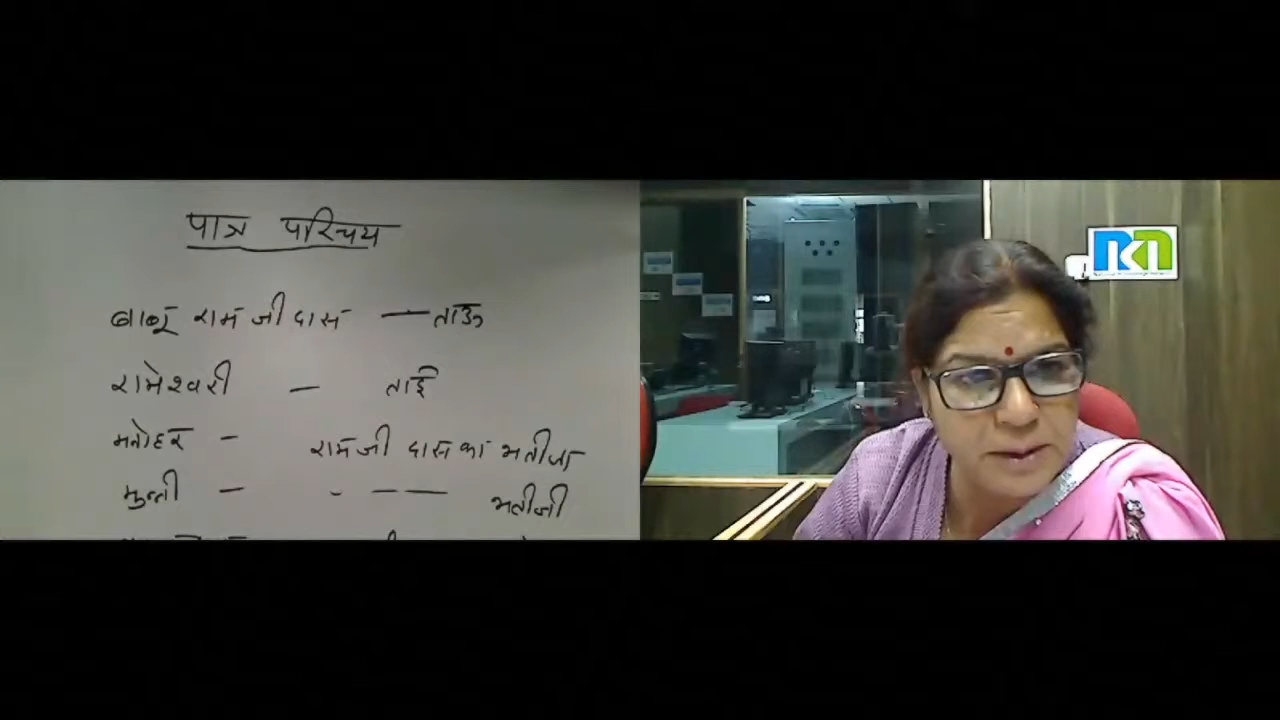 पात्र परिचय
बाबू रामजीदास — ताऊ
रामेश्वरी — ताई
मनोहर - रामजी दास का भतीजा
मुन्नी - - — — भतीजी